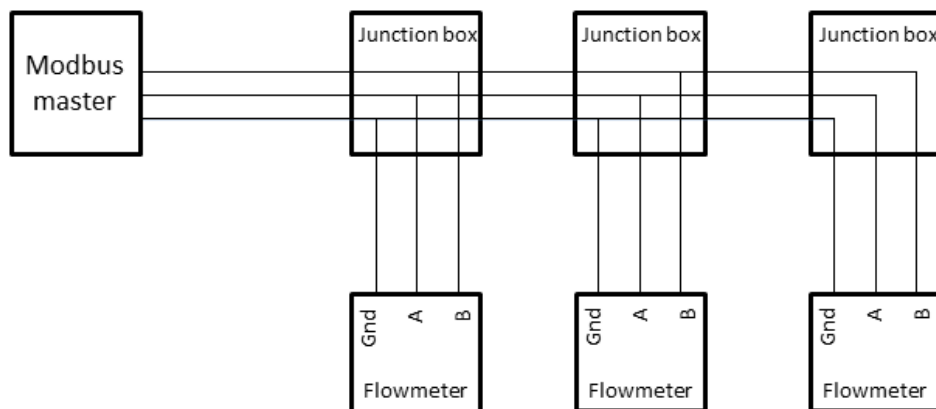 Modbus
master
Junction box
Junction box
Junction box
Gnd
A
B
Flowmeter
Gnd
A
B
Flowmeter
Gnd
A
B
Flowmeter